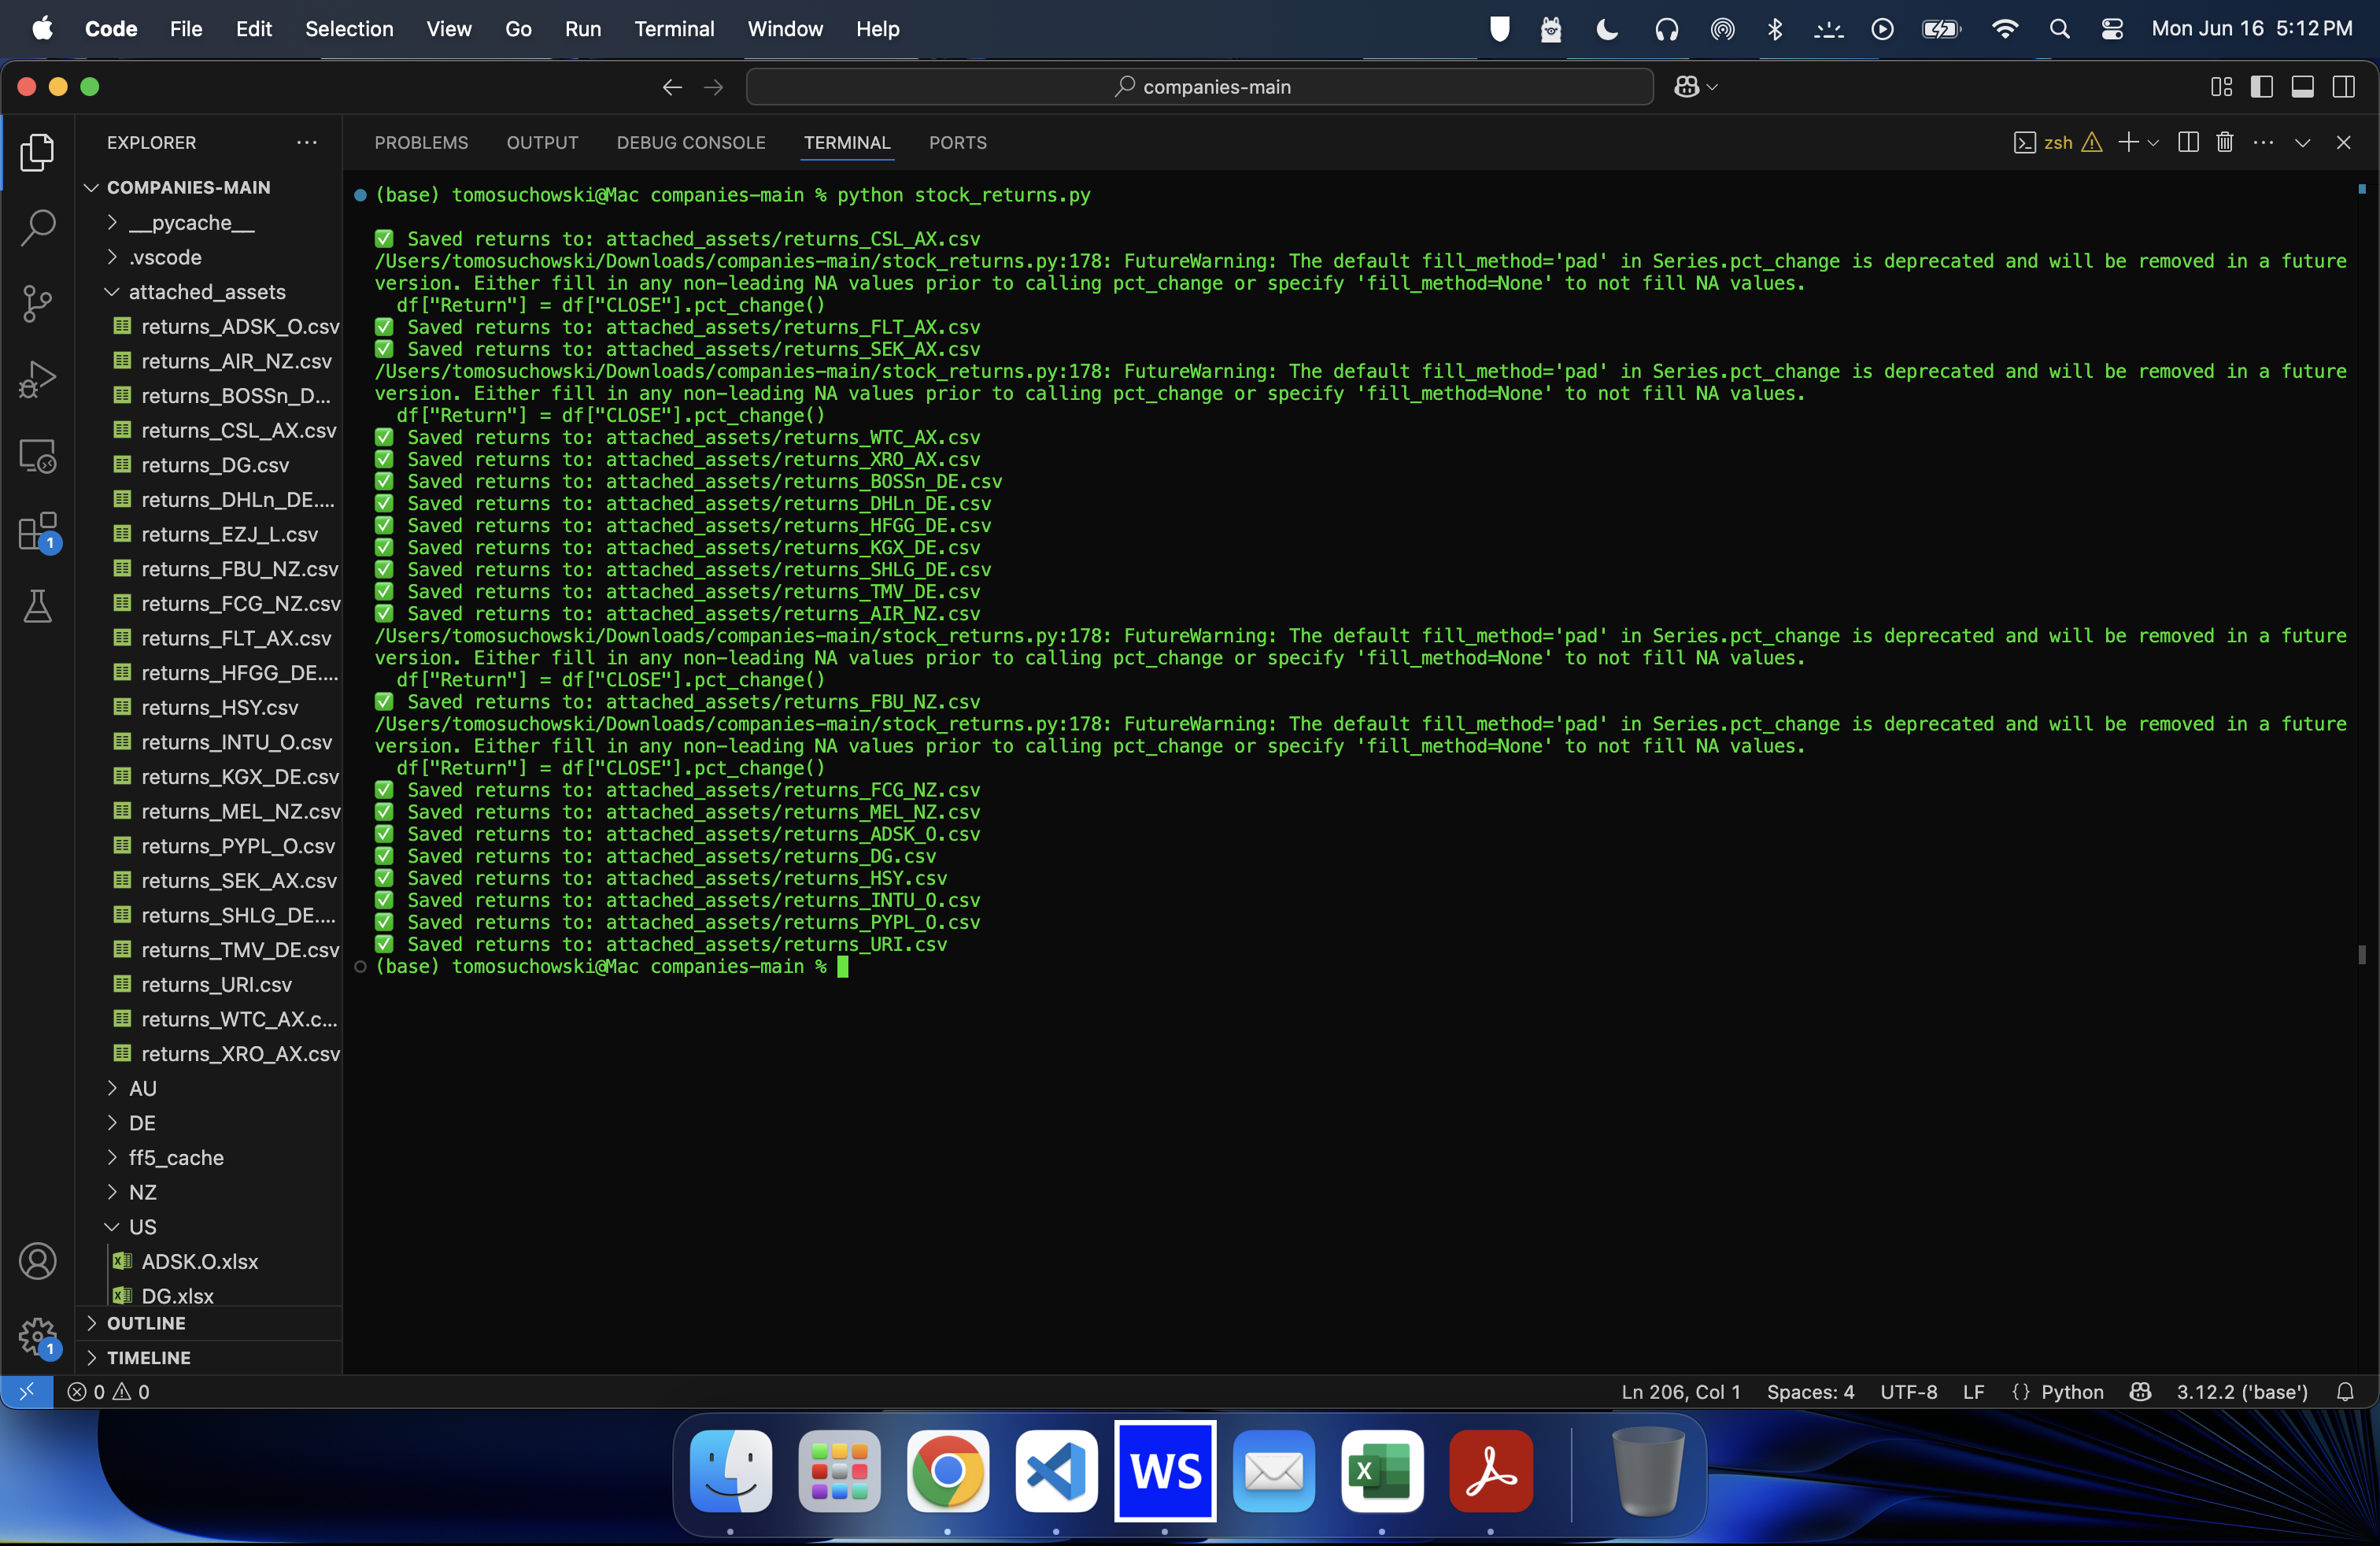 Code File Edit Selection View Go Run Terminal Window Help Mon Jun 16 5:12 PM
companies-main
EXPLORER
PROBLEMS OUTPUT DEBUG CONSOLE TERMINAL PORTS
zsh
COMPANIES-MAIN
__pycache__
.vscode
attached_assets
returns_ADSK_O.csv
returns_AIR_NZ.csv
returns_BOSSn_D...
returns_CSL_AX.csv
returns_DG.csv
returns_DHLn_DE....
returns_EZJ_L.csv
returns_FBU_NZ.csv
returns_FCG_NZ.csv
returns_FLT_AX.csv
returns_HFGG_DE....
returns_HSY.csv
returns_INTU_O.csv
returns_KGX_DE.csv
returns_MEL_NZ.csv
returns_PYPL_O.csv
returns_SEK_AX.csv
returns_SHLG_DE....
returns_TMV_DE.csv
returns_URI.csv
returns_WTC_AX.c...
returns_XRO_AX.csv
AU
DE
ff5_cache
NZ
US
ADSK.O.xlsx
DG.xlsx
OUTLINE
TIMELINE
1
1
(base) tomosuchowski@Mac companies-main % python stock_returns.py
✅ Saved returns to: attached_assets/returns_CSL_AX.csv
/Users/tomosuchowski/Downloads/companies-main/stock_returns.py:178: FutureWarning: The default fill_method='pad' in Series.pct_change is deprecated and will be removed in a future
version. Either fill in any non-leading NA values prior to calling pct_change or specify 'fill_method=None' to not fill NA values.
df["Return"] = df["CLOSE"].pct_change()
✅ Saved returns to: attached_assets/returns_FLT_AX.csv
✅ Saved returns to: attached_assets/returns_SEK_AX.csv
/Users/tomosuchowski/Downloads/companies-main/stock_returns.py:178: FutureWarning: The default fill_method='pad' in Series.pct_change is deprecated and will be removed in a future
version. Either fill in any non-leading NA values prior to calling pct_change or specify 'fill_method=None' to not fill NA values.
df["Return"] = df["CLOSE"].pct_change()
✅ Saved returns to: attached_assets/returns_WTC_AX.csv
✅ Saved returns to: attached_assets/returns_XRO_AX.csv
✅ Saved returns to: attached_assets/returns_BOSSn_DE.csv
✅ Saved returns to: attached_assets/returns_DHLn_DE.csv
✅ Saved returns to: attached_assets/returns_HFGG_DE.csv
✅ Saved returns to: attached_assets/returns_KGX_DE.csv
✅ Saved returns to: attached_assets/returns_SHLG_DE.csv
✅ Saved returns to: attached_assets/returns_TMV_DE.csv
✅ Saved returns to: attached_assets/returns_AIR_NZ.csv
/Users/tomosuchowski/Downloads/companies-main/stock_returns.py:178: FutureWarning: The default fill_method='pad' in Series.pct_change is deprecated and will be removed in a future
version. Either fill in any non-leading NA values prior to calling pct_change or specify 'fill_method=None' to not fill NA values.
df["Return"] = df["CLOSE"].pct_change()
✅ Saved returns to: attached_assets/returns_FBU_NZ.csv
/Users/tomosuchowski/Downloads/companies-main/stock_returns.py:178: FutureWarning: The default fill_method='pad' in Series.pct_change is deprecated and will be removed in a future
version. Either fill in any non-leading NA values prior to calling pct_change or specify 'fill_method=None' to not fill NA values.
df["Return"] = df["CLOSE"].pct_change()
✅ Saved returns to: attached_assets/returns_FCG_NZ.csv
✅ Saved returns to: attached_assets/returns_MEL_NZ.csv
✅ Saved returns to: attached_assets/returns_ADSK_O.csv
✅ Saved returns to: attached_assets/returns_DG.csv
✅ Saved returns to: attached_assets/returns_HSY.csv
✅ Saved returns to: attached_assets/returns_INTU_O.csv
✅ Saved returns to: attached_assets/returns_PYPL_O.csv
✅ Saved returns to: attached_assets/returns_URI.csv
(base) tomosuchowski@Mac companies-main %
0 0 Ln 206, Col 1 Spaces: 4 UTF-8 LF {} Python 3.12.2 ('base')
WS
X